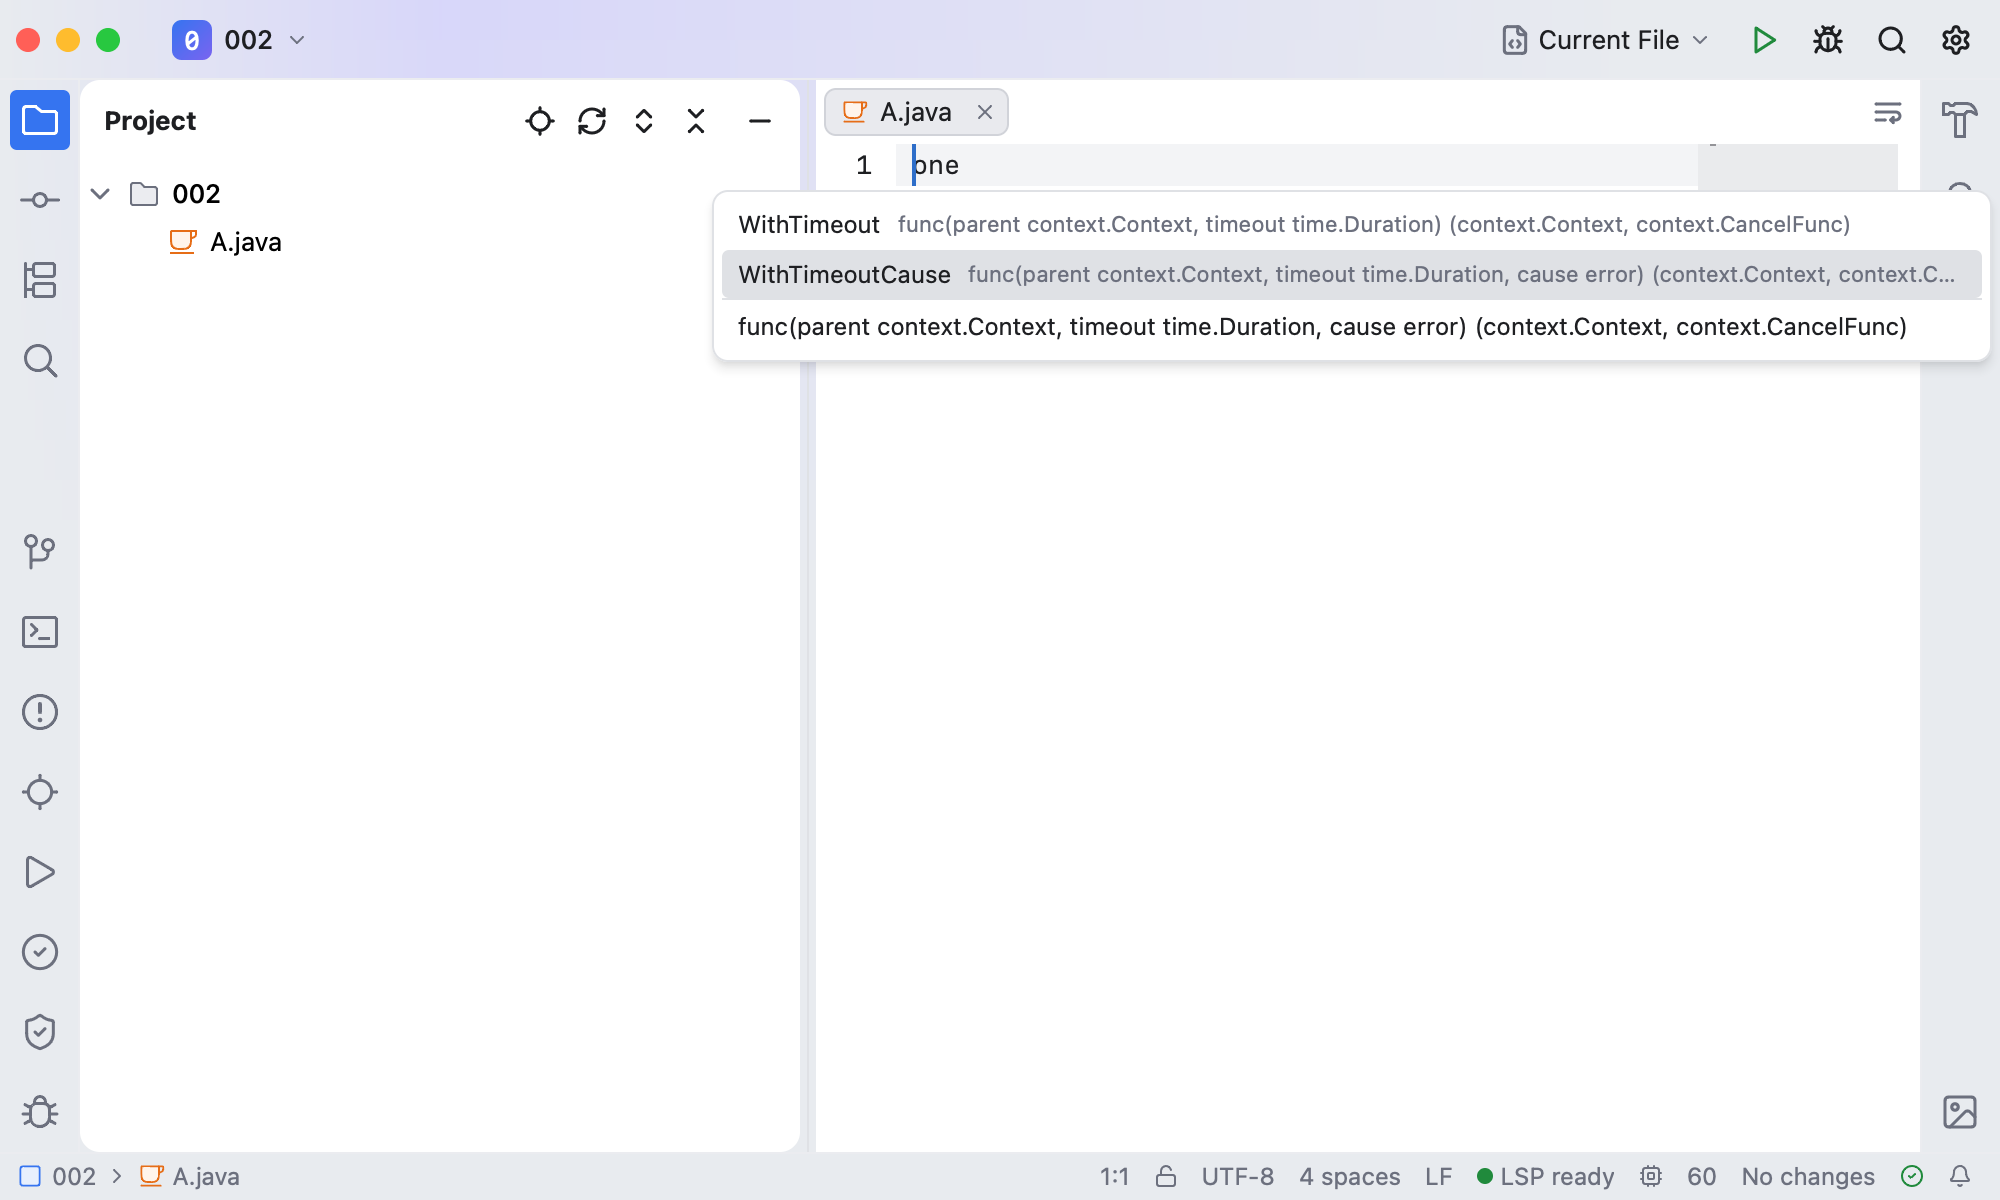 0 002 Current File
Project
A.java
002
A.java
1 one
WithTimeout func(parent context.Context, timeout time.Duration) (context.Context, context.CancelFunc)
WithTimeoutCause func(parent context.Context, timeout time.Duration, cause error) (context.Context, context.C...
func(parent context.Context, timeout time.Duration, cause error) (context.Context, context.CancelFunc)
002 A.java 1:1 UTF-8 4 spaces LF LSP ready 60 No changes